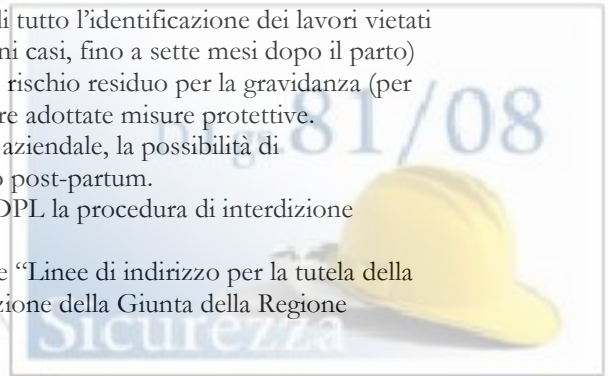 i tutto l’identificazione dei lavori vietati
ni casi, fino a sette mesi dopo il parto)
rischio residuo per la gravidanza (per
re adottate misure protettive.
aziendale, la possibilità di
o post-partum.
DPL la procedura di interdizione
e “Linee di indirizzo per la tutela della
zione della Giunta della Regione
81/08
Sicurezza